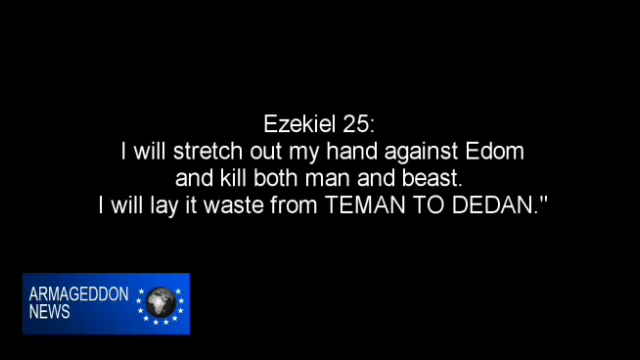 Ezekiel 25:
I will stretch out my hand against Edom
and kill both man and beast.
I will lay it waste from TEMAN TO DEDAN."
ARMAGEDDON
NEWS